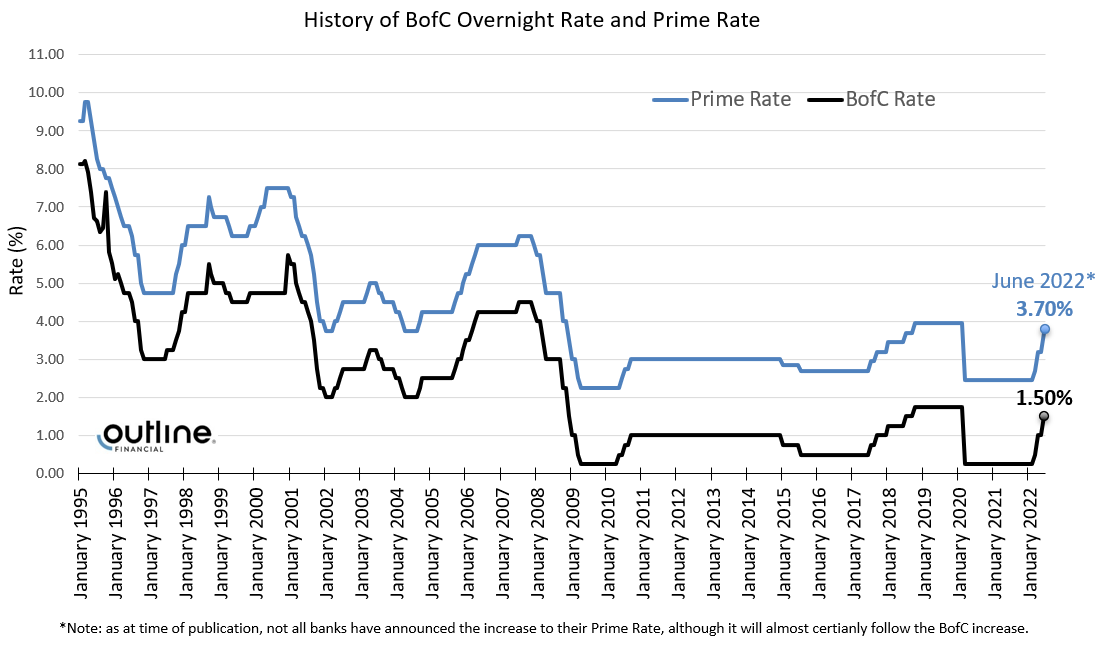 History of BofC Overnight Rate and Prime Rate
11.00
10.00
9.00
8.00
7.00
6.00
5.00
4.00
3.00
2.00
1.00
0.00
Rate (%)
Prime Rate
BofC Rate
June 2022*
3.70%
1.50%
outline
FINANCIAL
January 1995
January 1996
January 1997
January 1998
January 1999
January 2000
January 2001
January 2002
January 2003
January 2004
January 2005
January 2006
January 2007
January 2008
January 2009
January 2010
January 2011
January 2012
January 2013
January 2014
January 2015
January 2016
January 2017
January 2018
January 2019
January 2020
January 2021
January 2022
*Note: as at time of publication, not all banks have announced the increase to their Prime Rate, although it will almost certianly follow the BofC increase.